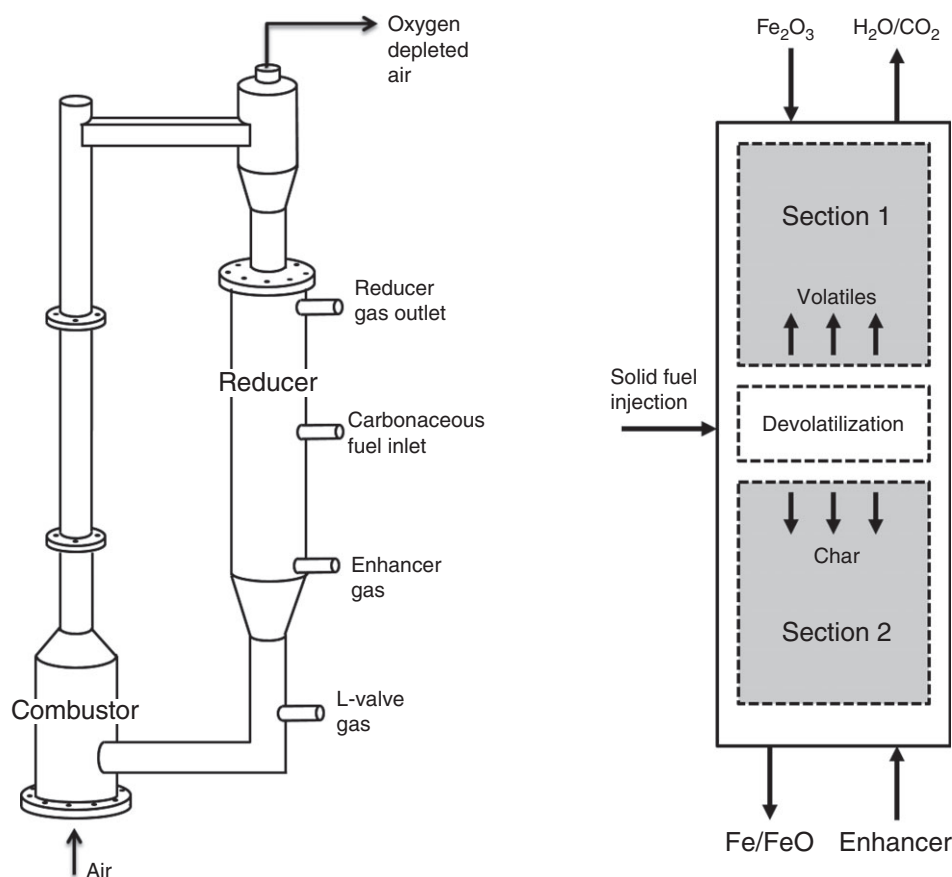 Oxygen
depleted
air
Reducer
gas outlet
Reducer
Carbonaceous
fuel inlet
Enhancer
gas
L-valve
gas
Combustor
Air
Fe₂O₃
H₂O/CO₂
Section 1
Volatiles
Solid fuel
injection
Devolatilization
Char
Section 2
Fe/FeO
Enhancer